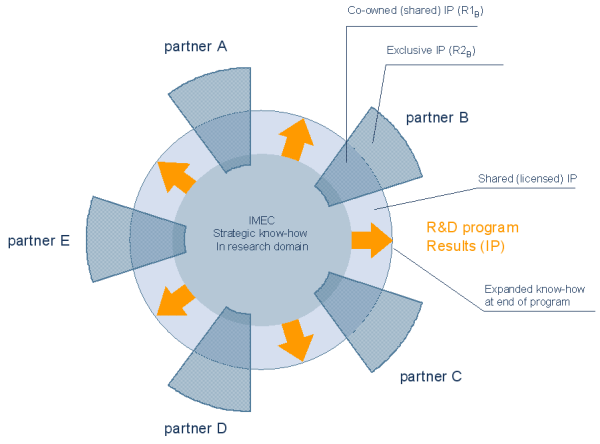 Co-owned (shared) IP (R1B)
Exclusive IP (R2B)
partner A
partner B
Shared (licensed) IP
IMEC
Strategic know-how
In research domain
R&D program
Results (IP)
partner E
Expanded know-how
at end of program
partner C
partner D